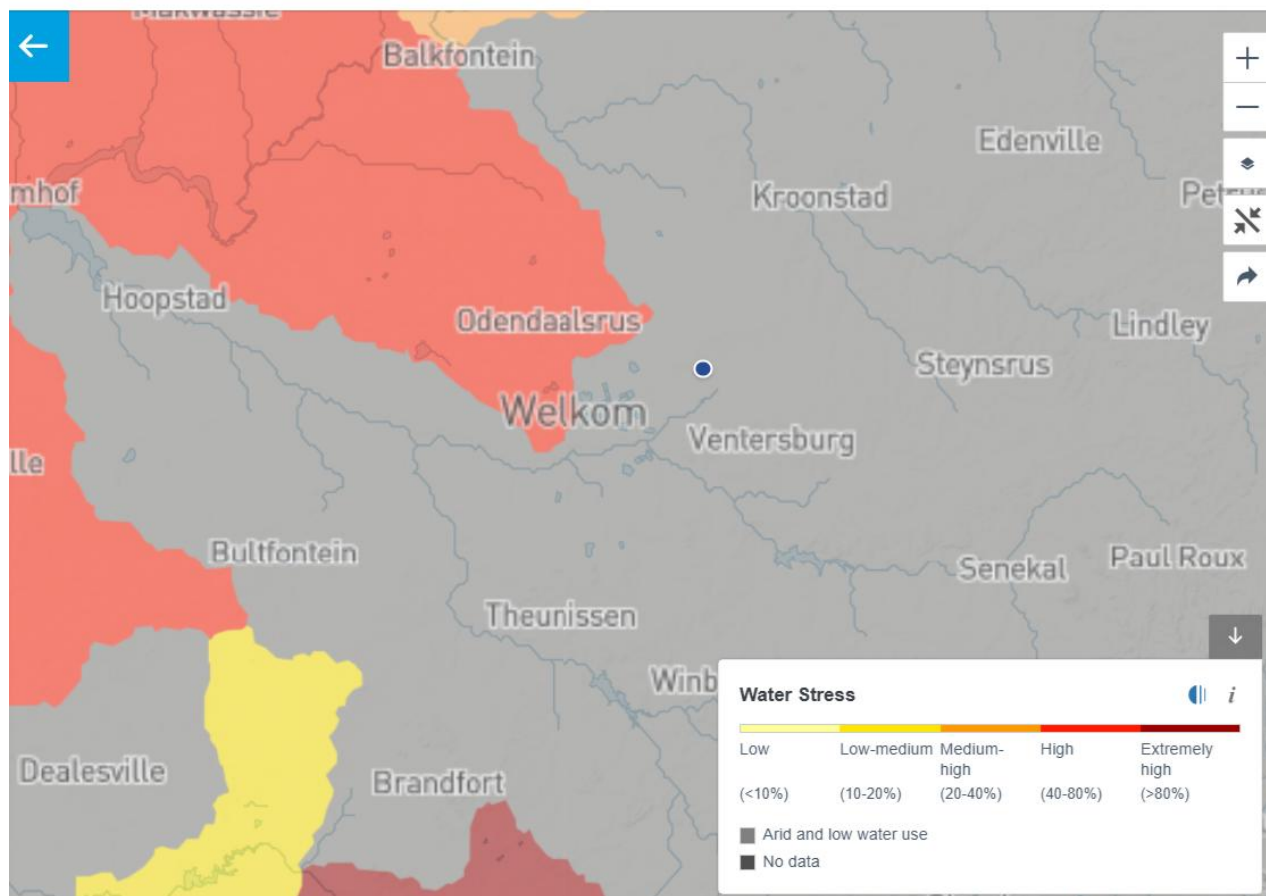 Makwassie
Balkfontein
Edenville
mhof
Kroonstad
Pet
Hoopstad
Odendaalsrus
Lindley
Steynsrus
Welkom
Ventersburg
lle
Bultfontein
Senekal
Paul Roux
Theunissen
Winb
Dealesville
Brandfort
Water Stress
i
Low Low-medium Medium-high High Extremely high
(<10%) (10-20%) (20-40%) (40-80%) (>80%)
Arid and low water use
No data